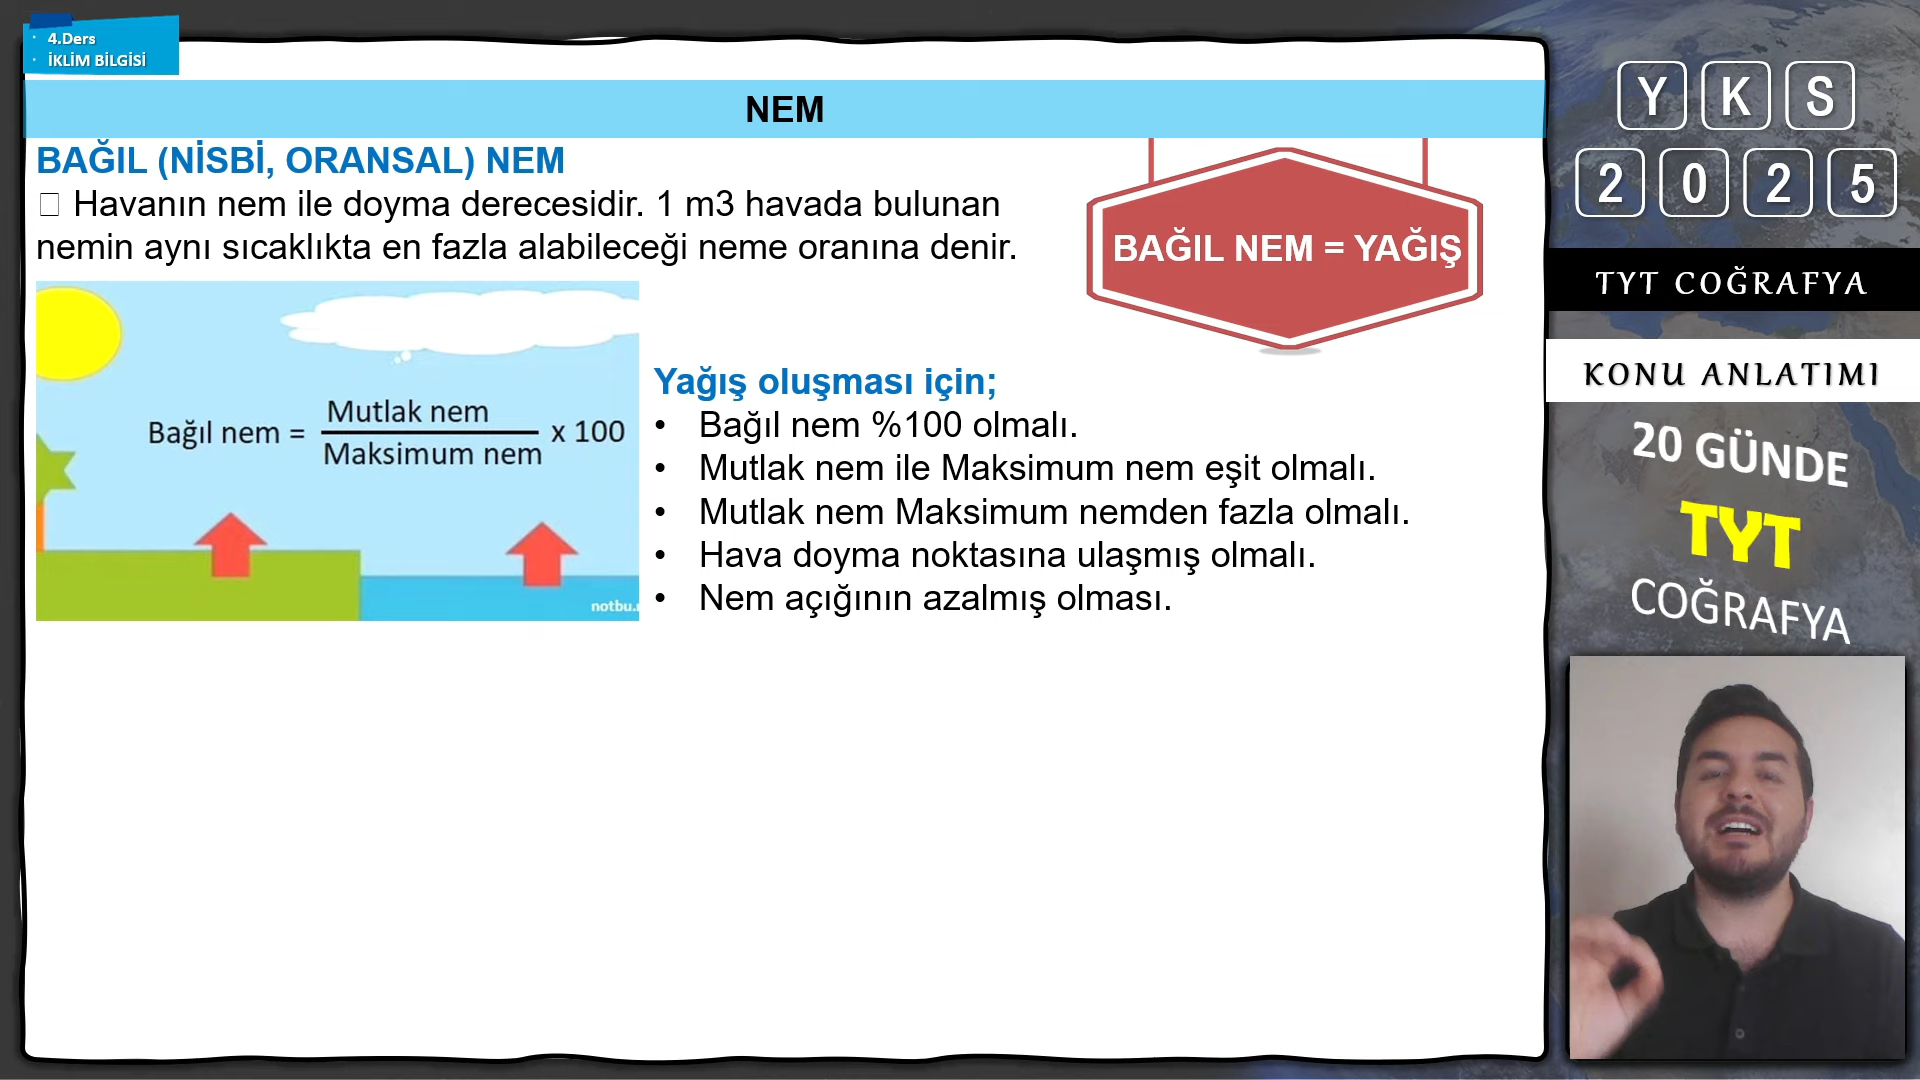 4.Ders
İKLİM BİLGİSİ
NEM
BAĞIL (NİSBİ, ORANSAL) NEM
Havanın nem ile doyma derecesidir. 1 m3 havada bulunan
nemin aynı sıcaklıkta en fazla alabileceği neme oranına denir.
BAĞIL NEM = YAĞIŞ
Bağıl nem = Mutlak nem / Maksimum nem x 100
notbu.
Yağış oluşması için;
• Bağıl nem %100 olmalı.
• Mutlak nem ile Maksimum nem eşit olmalı.
• Mutlak nem Maksimum nemden fazla olmalı.
• Hava doyma noktasına ulaşmış olmalı.
• Nem açığının azalmış olması.
YKS
2025
TYT COĞRAFYA
KONU ANLATIMI
20 GÜNDE
TYT
COĞRAFYA